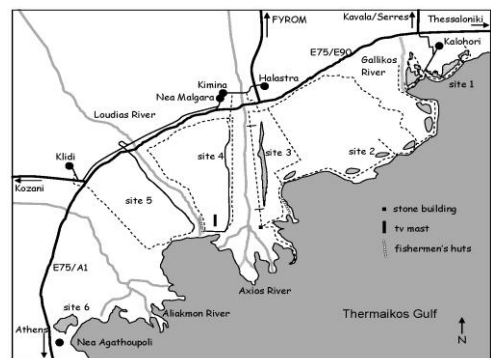 FYROM
Kavala/Serres
Thessaloniki
Kalohori
E75/E90
Gallikos
River
site 1
Kimina
Halastra
Nea Malgara
Loudias River
site 2
site 3
site 4
Klidi
Kozani
site 5
stone building
tv mast
fishermen's huts
E75/A1
Axios River
Aliakmon River
site 6
Thermaikos Gulf
Athens
Nea Agathoupoli
N